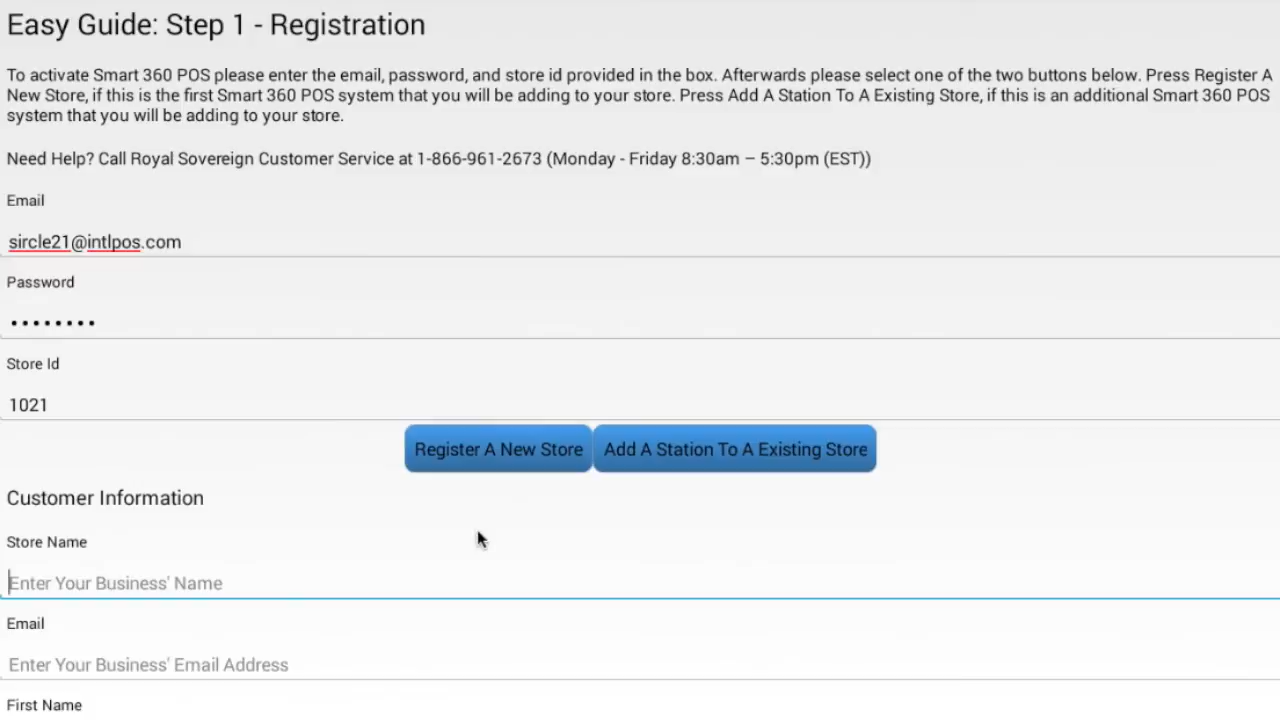 Easy Guide: Step 1 - Registration
To activate Smart 360 POS please enter the email, password, and store id provided in the box. Afterwards please select one of the two buttons below. Press Register A
New Store, if this is the first Smart 360 POS system that you will be adding to your store. Press Add A Station To A Existing Store, if this is an additional Smart 360 POS
system that you will be adding to your store.
Need Help? Call Royal Sovereign Customer Service at 1-866-961-2673 (Monday - Friday 8:30am – 5:30pm (EST))
Email
sircle21@intlpos.com
Password
••••••••
Store Id
1021
Register A New Store Add A Station To A Existing Store
Customer Information
Store Name
Enter Your Business' Name
Email
Enter Your Business' Email Address
First Name